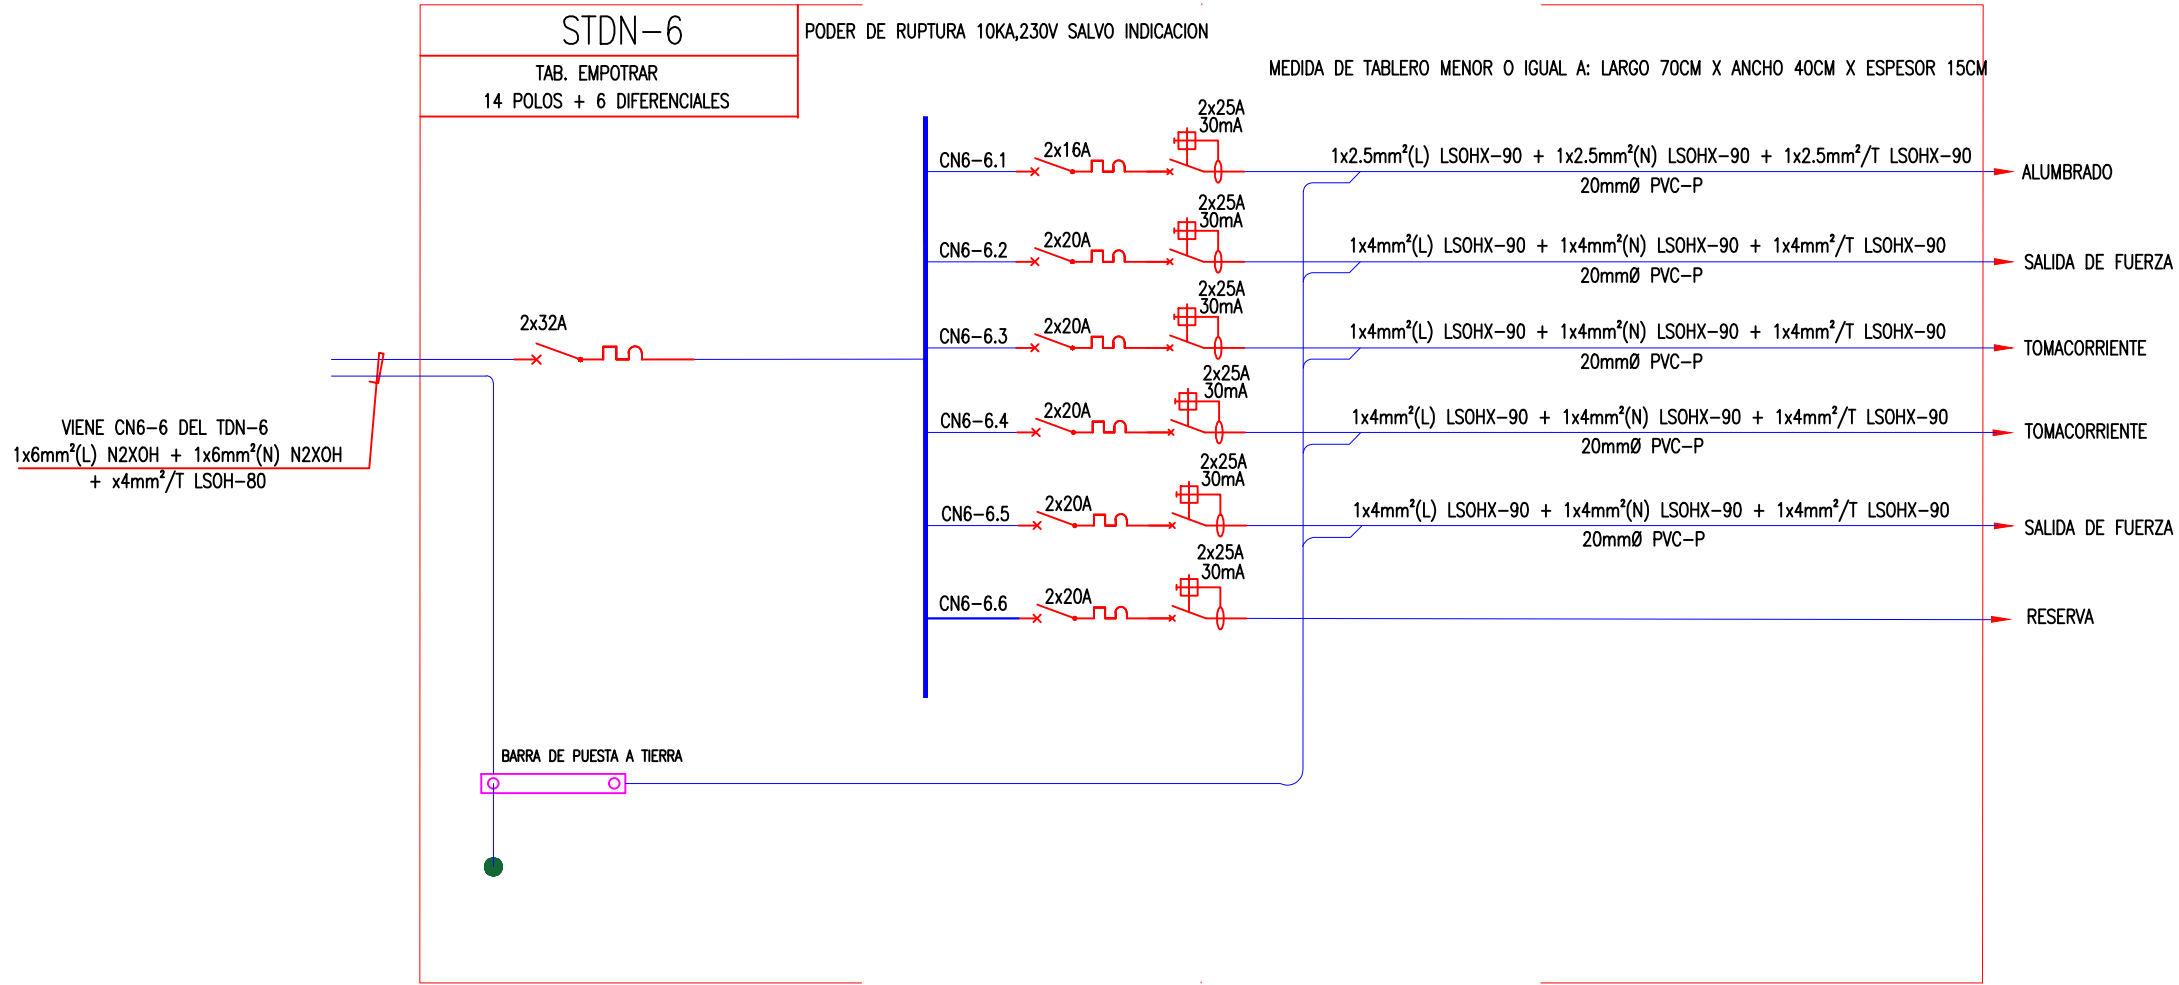 STDN-6
TAB. EMPOTRAR
14 POLOS + 6 DIFERENCIALES
PODER DE RUPTURA 10KA,230V SALVO INDICACION
MEDIDA DE TABLERO MENOR O IGUAL A: LARGO 70CM X ANCHO 40CM X ESPESOR 15CM
2x32A
VIENE CN6-6 DEL TDN-6
1x6mm²(L) N2XOH + 1x6mm²(N) N2XOH
+ x4mm²/T LSOH-80
CN6-6.1
2x16A
2x25A
30mA
1x2.5mm²(L) LSOHX-90 + 1x2.5mm²(N) LSOHX-90 + 1x2.5mm²/T LSOHX-90
20mmØ PVC-P
ALUMBRADO
CN6-6.2
2x20A
2x25A
30mA
1x4mm²(L) LSOHX-90 + 1x4mm²(N) LSOHX-90 + 1x4mm²/T LSOHX-90
20mmØ PVC-P
SALIDA DE FUERZA
CN6-6.3
2x20A
2x25A
30mA
1x4mm²(L) LSOHX-90 + 1x4mm²(N) LSOHX-90 + 1x4mm²/T LSOHX-90
20mmØ PVC-P
TOMACORRIENTE
CN6-6.4
2x20A
2x25A
30mA
1x4mm²(L) LSOHX-90 + 1x4mm²(N) LSOHX-90 + 1x4mm²/T LSOHX-90
20mmØ PVC-P
TOMACORRIENTE
CN6-6.5
2x20A
2x25A
30mA
1x4mm²(L) LSOHX-90 + 1x4mm²(N) LSOHX-90 + 1x4mm²/T LSOHX-90
20mmØ PVC-P
SALIDA DE FUERZA
CN6-6.6
2x20A
2x25A
30mA
RESERVA
BARRA DE PUESTA A TIERRA